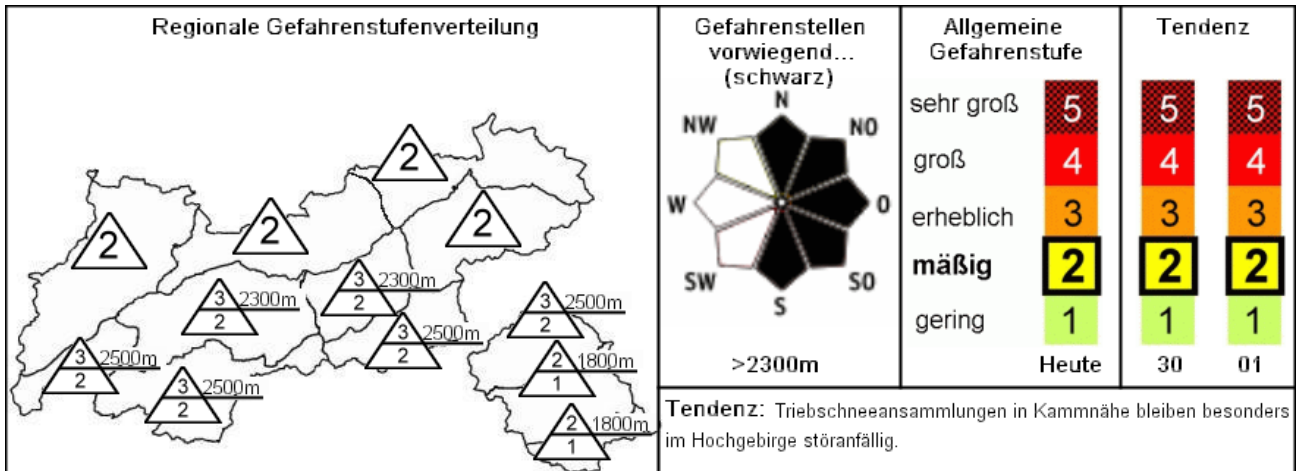 Regionale Gefahrenstufenverteilung
2
2
2
2
3 2300m
2
3 2300m
2
3 2500m
2
3 2500m
2
3 2500m
2
3 2500m
2
2 1800m
1
2 1800m
1
Gefahrenstellen
vorwiegend...
(schwarz)
N
NW NO
W O
SW SO
S
>2300m
Allgemeine
Gefahrenstufe
Tendenz
sehr groß 5 5 5
groß 4 4 4
erheblich 3 3 3
mäßig 2 2 2
gering 1 1 1
Heute 30 01
Tendenz: Triebschneeansammlungen in Kammnähe bleiben besonders
im Hochgebirge störanfällig.